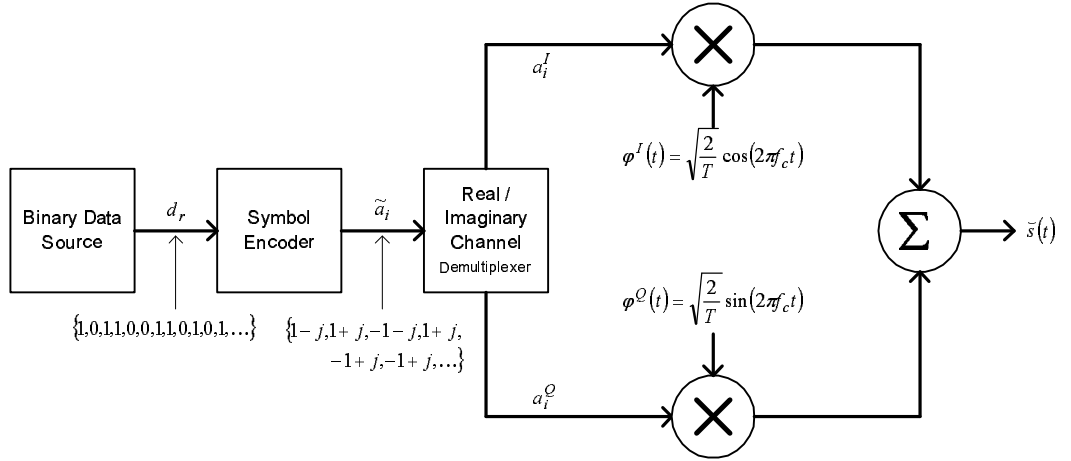 Binary Data
Source
d_r
{1,0,1,1,0,0,1,1,0,1,0,1,…}
Symbol
Encoder
ã_i
{1− j,1+ j,−1− j,1+ j,
−1+ j,−1+ j,…}
Real /
Imaginary
Channel
Demultiplexer
a_i^I
φ^I(t) = √(2/T) cos(2πf_c t)
φ^Q(t) = √(2/T) sin(2πf_c t)
a_i^Q
Σ
s̆(t)